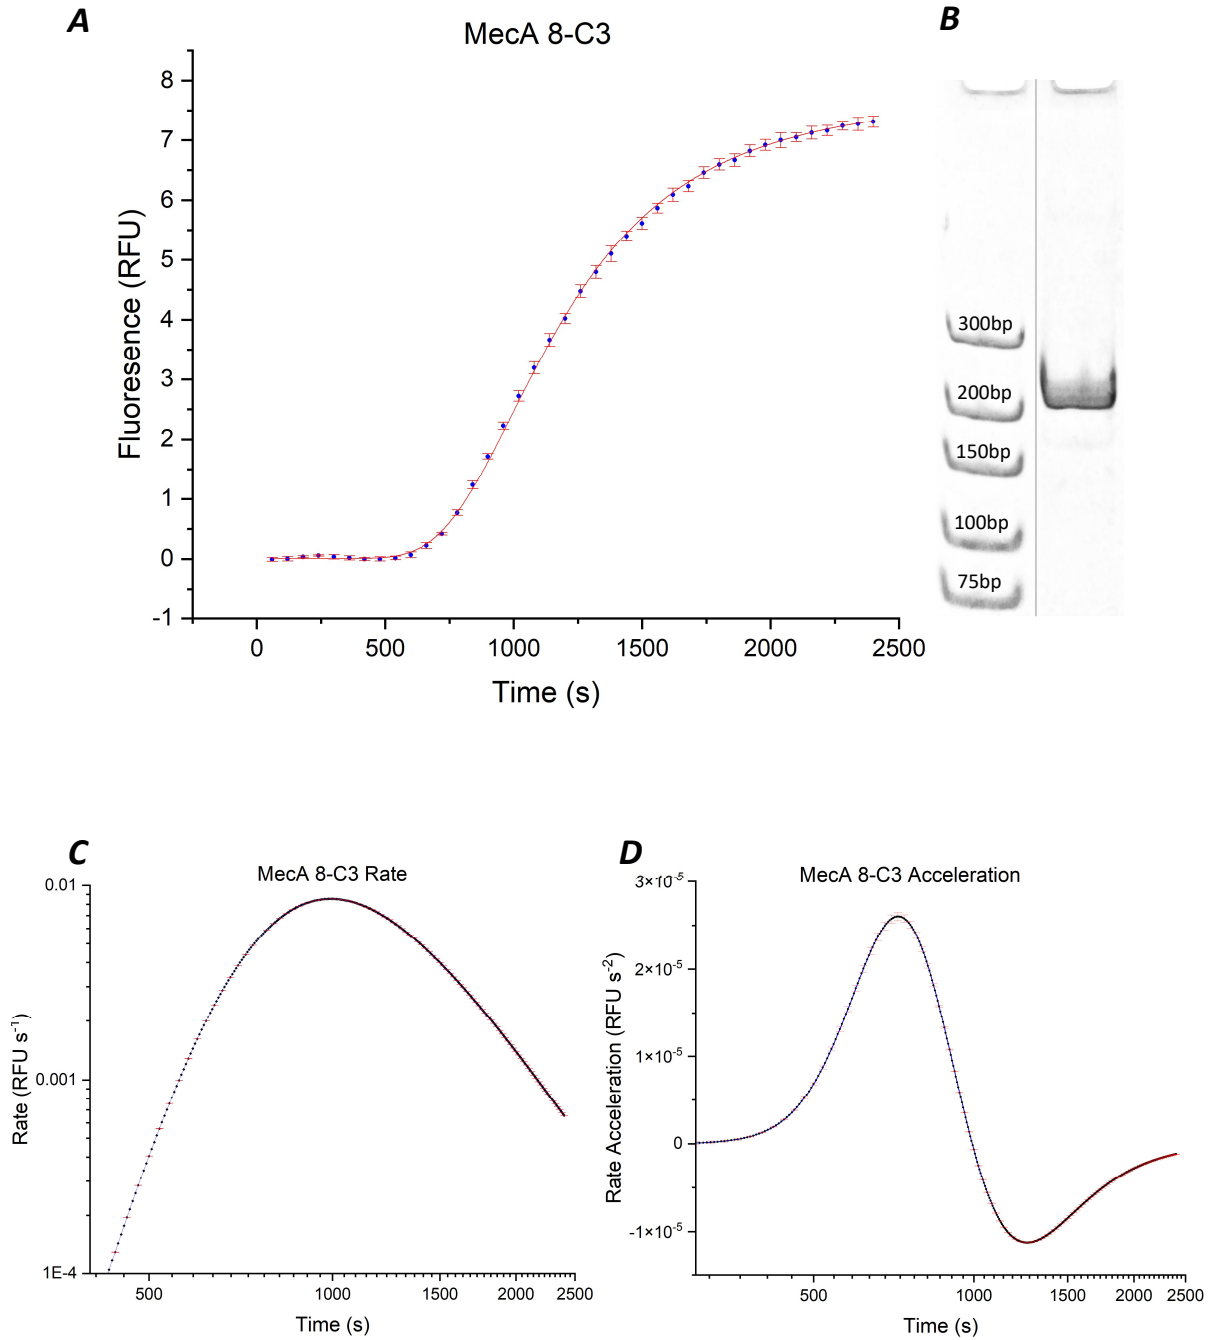 A
MecA 8-C3
B
8
7
6
5
4
3
2
1
0
-1
Fluoresence (RFU)
0 500 1000 1500 2000 2500
Time (s)
300bp
200bp
150bp
100bp
75bp
C
MecA 8-C3 Rate
0.01
0.001
1E-4
Rate (RFU s⁻¹)
500 1000 1500 2000 2500
Time (s)
D
MecA 8-C3 Acceleration
3×10⁻⁵
2×10⁻⁵
1×10⁻⁵
0
-1×10⁻⁵
Rate Acceleration (RFU s⁻²)
500 1000 1500 2000 2500
Time (s)